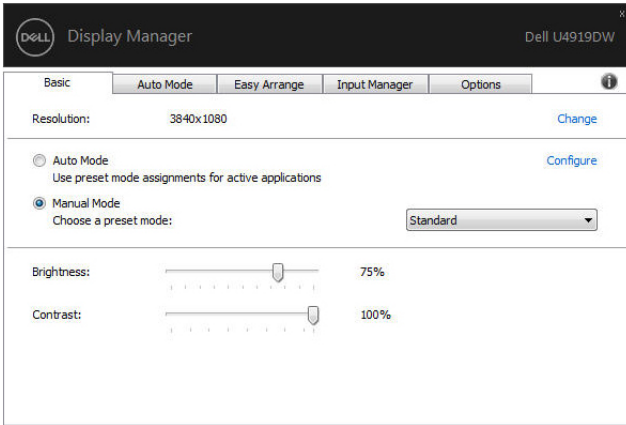 DELL Display Manager Dell U4919DW
x
Basic Auto Mode Easy Arrange Input Manager Options i
Resolution: 3840x1080 Change
Auto Mode Configure
Use preset mode assignments for active applications
Manual Mode
Choose a preset mode: Standard
Brightness: 75%
Contrast: 100%